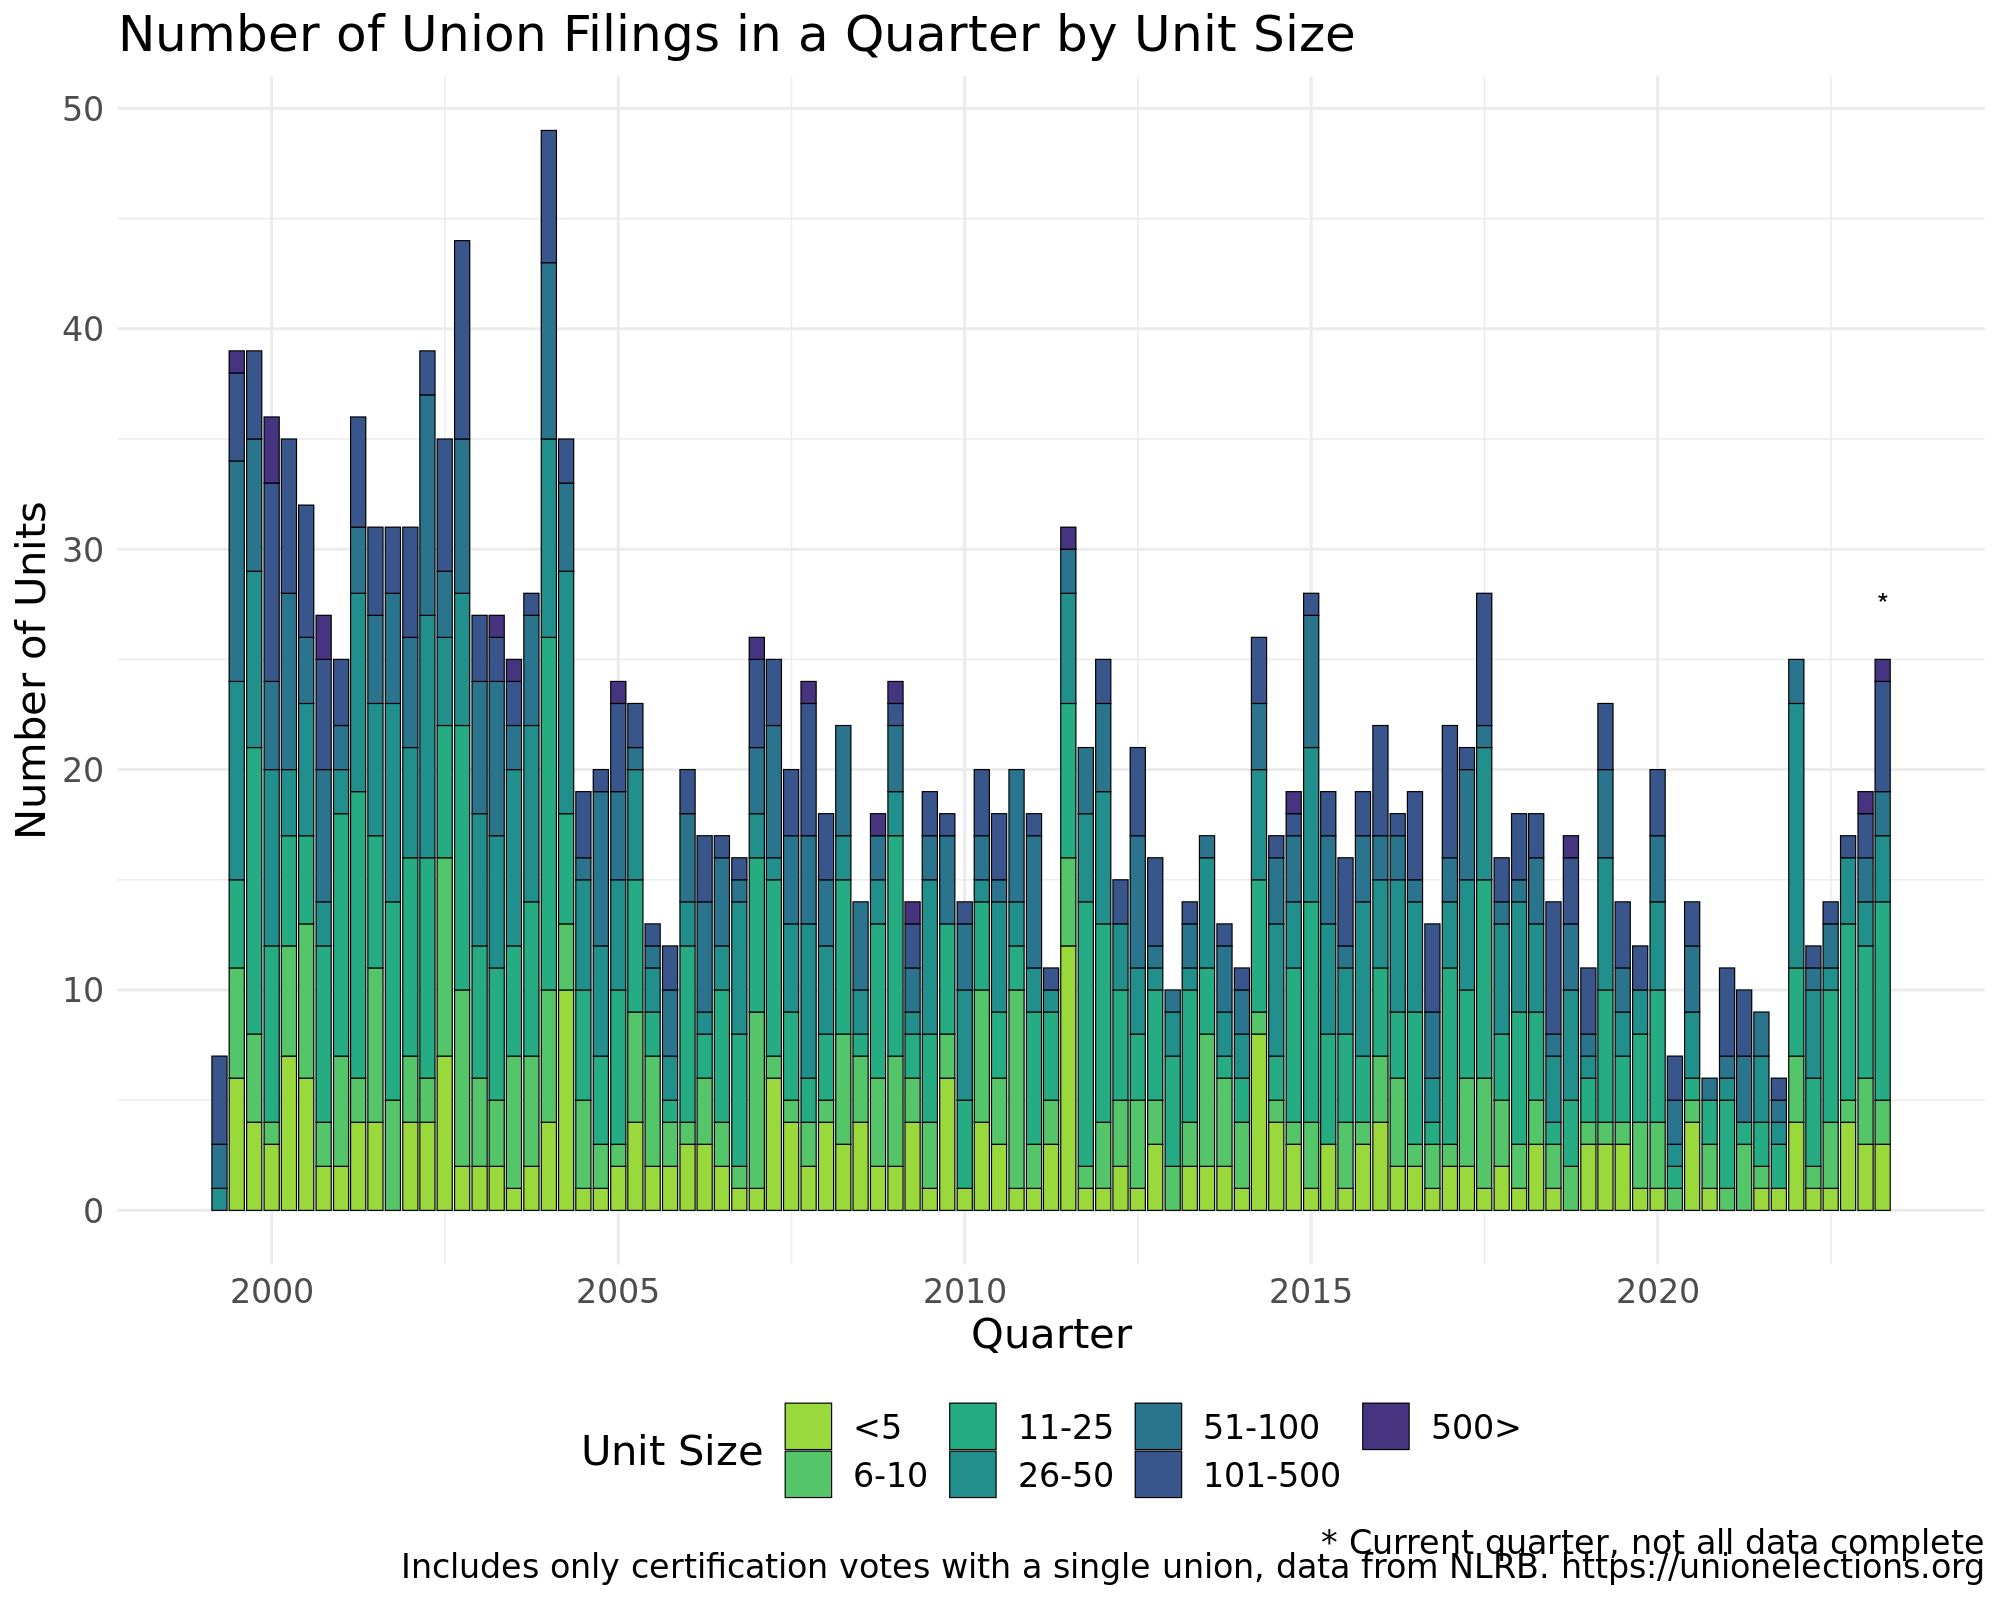 Number of Union Filings in a Quarter by Unit Size
Number of Units
50
40
30
20
10
0
*
2000 2005 2010 2015 2020
Quarter
Unit Size
<5 11-25 51-100 500>
6-10 26-50 101-500
* Current quarter, not all data complete
Includes only certification votes with a single union, data from NLRB. https://unionelections.org